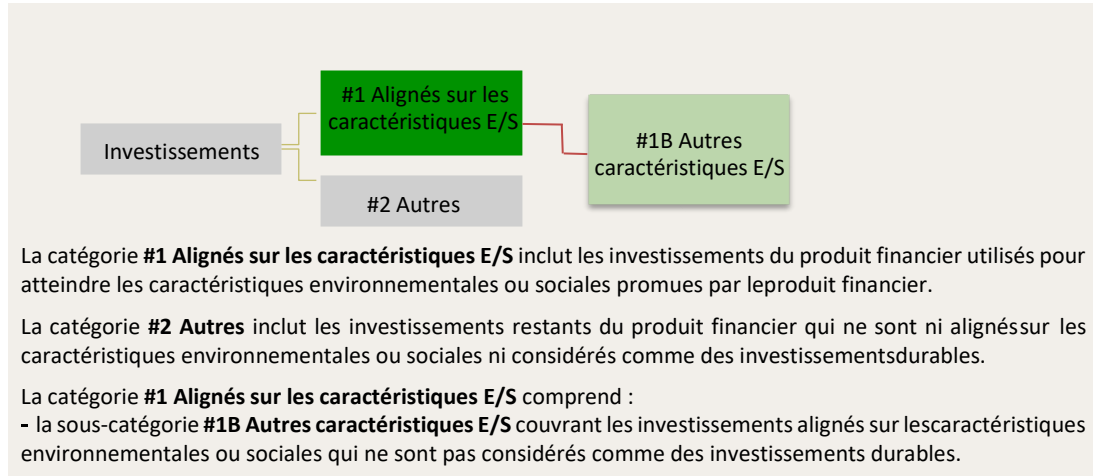 #1 Alignés sur les
caractéristiques E/S
Investissements
#1B Autres
caractéristiques E/S
#2 Autres
La catégorie #1 Alignés sur les caractéristiques E/S inclut les investissements du produit financier utilisés pour
atteindre les caractéristiques environnementales ou sociales promues par leproduit financier.
La catégorie #2 Autres inclut les investissements restants du produit financier qui ne sont ni alignéssur les
caractéristiques environnementales ou sociales ni considérés comme des investissementsdurables.
La catégorie #1 Alignés sur les caractéristiques E/S comprend :
- la sous-catégorie #1B Autres caractéristiques E/S couvrant les investissements alignés sur lescaractéristiques
environnementales ou sociales qui ne sont pas considérés comme des investissements durables.